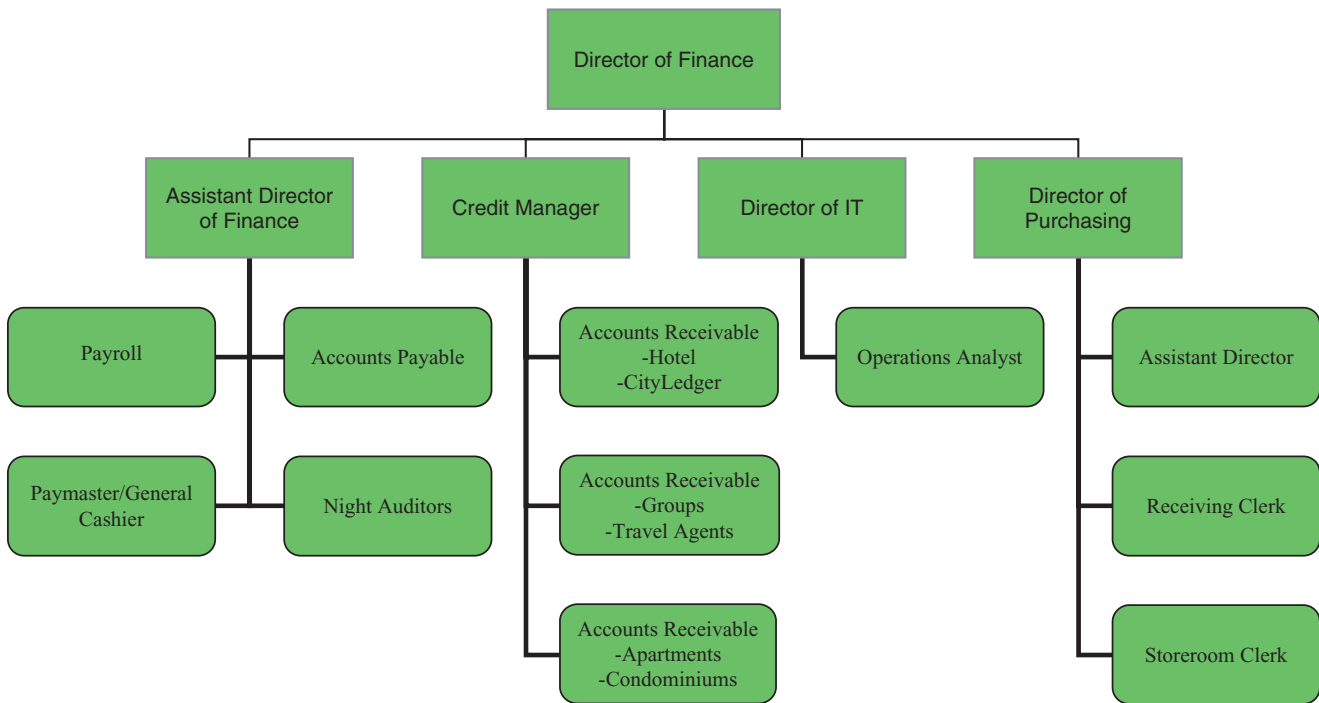 Director of Finance
Assistant Director
of Finance
Credit Manager
Director of IT
Director of
Purchasing
Payroll
Accounts Payable
Accounts Receivable
-Hotel
-CityLedger
Operations Analyst
Assistant Director
Paymaster/General
Cashier
Night Auditors
Accounts Receivable
-Groups
-Travel Agents
Receiving Clerk
Accounts Receivable
-Apartments
-Condominiums
Storeroom Clerk